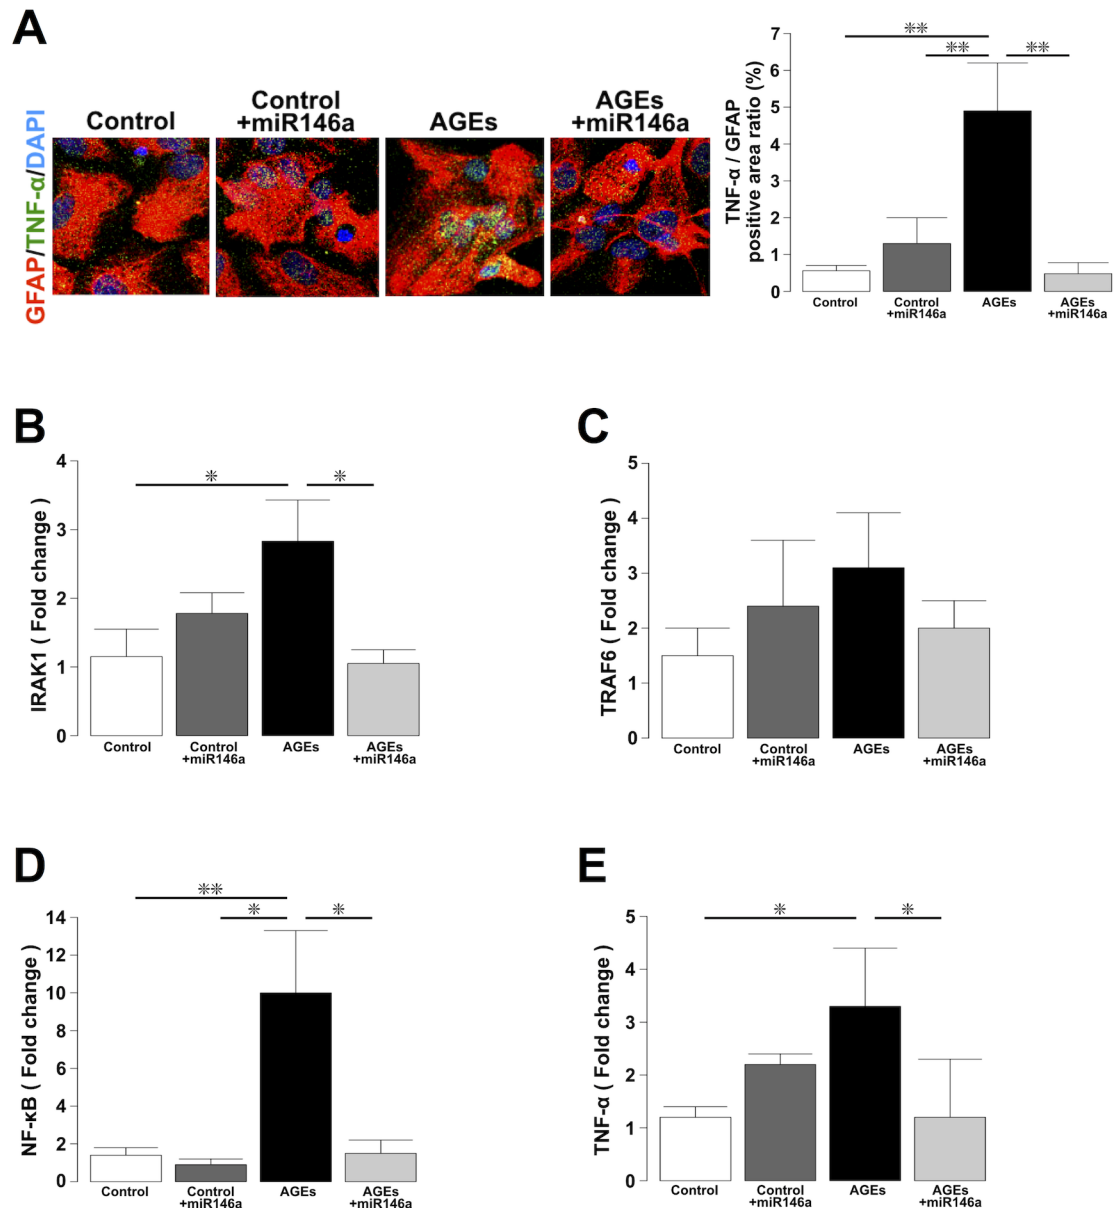 A
GFAP/TNF-α/DAPI
Control
Control
+miR146a
AGEs
AGEs
+miR146a
TNF-α / GFAP
positive area ratio (%)
7
6
5
4
3
2
1
0
** ** **
Control
Control
+miR146a
AGEs
AGEs
+miR146a
B
IRAK1 ( Fold change )
4
3
2
1
0
* *
Control
Control
+miR146a
AGEs
AGEs
+miR146a
C
TRAF6 ( Fold change )
5
4
3
2
1
0
Control
Control
+miR146a
AGEs
AGEs
+miR146a
D
NF-κB ( Fold change )
14
12
10
8
6
4
2
0
** * *
Control
Control
+miR146a
AGEs
AGEs
+miR146a
E
TNF-α ( Fold change )
5
4
3
2
1
0
* *
Control
Control
+miR146a
AGEs
AGEs
+miR146a